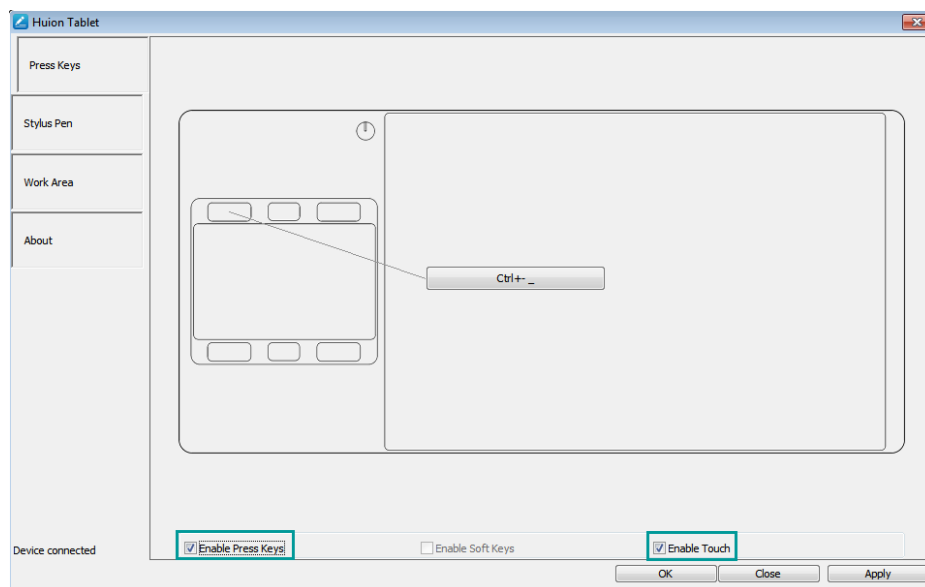 Huion Tablet
Press Keys
Stylus Pen
Work Area
About
Ctrl+-_
Device connected
Enable Press Keys
Enable Soft Keys
Enable Touch
OK
Close
Apply